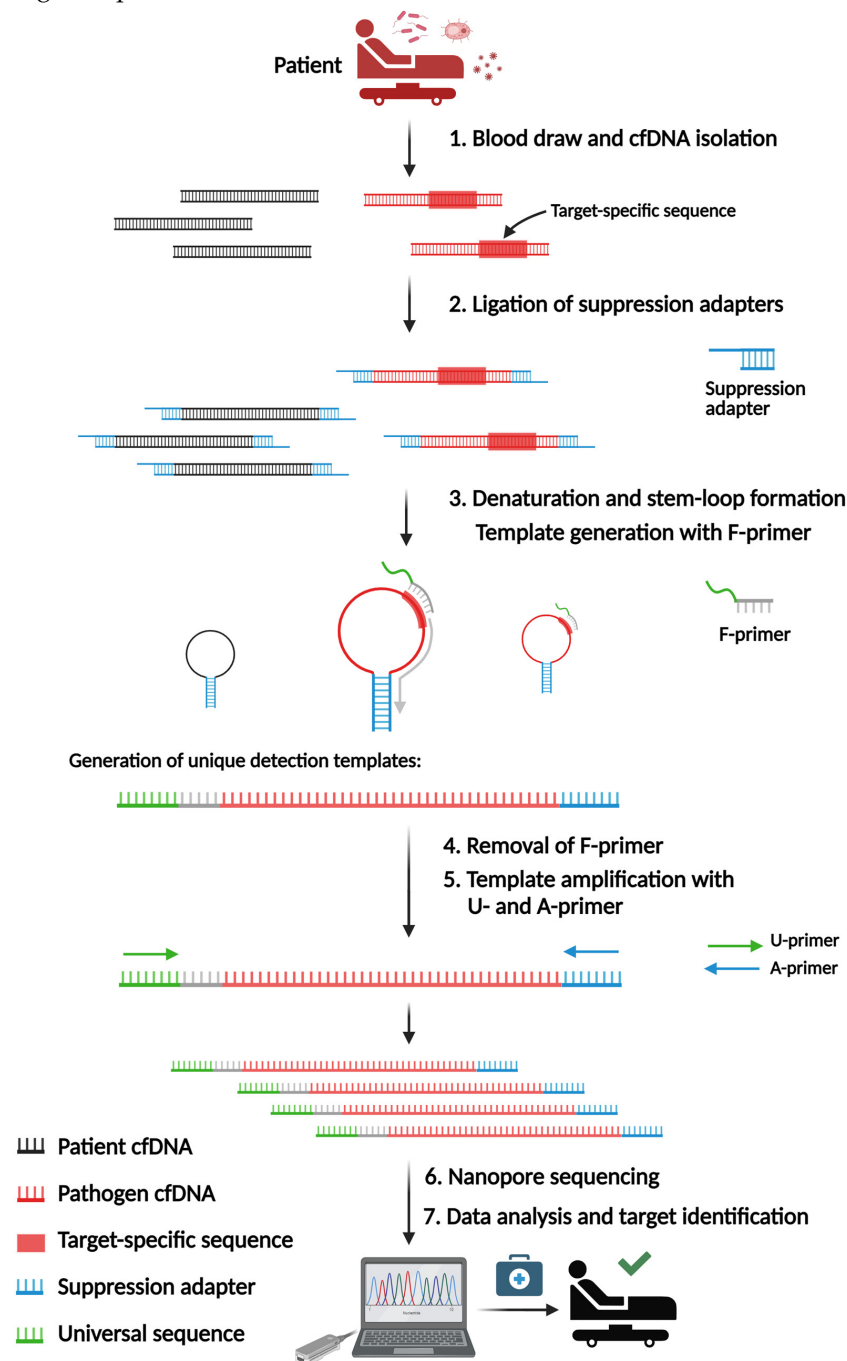 Patient
1. Blood draw and cfDNA isolation
Target-specific sequence
2. Ligation of suppression adapters
Suppression
adapter
3. Denaturation and stem-loop formation
Template generation with F-primer
F-primer
Generation of unique detection templates:
4. Removal of F-primer
5. Template amplification with
U- and A-primer
U-primer
A-primer
Patient cfDNA
Pathogen cfDNA
Target-specific sequence
Suppression adapter
Universal sequence
6. Nanopore sequencing
7. Data analysis and target identification
Nucleotide